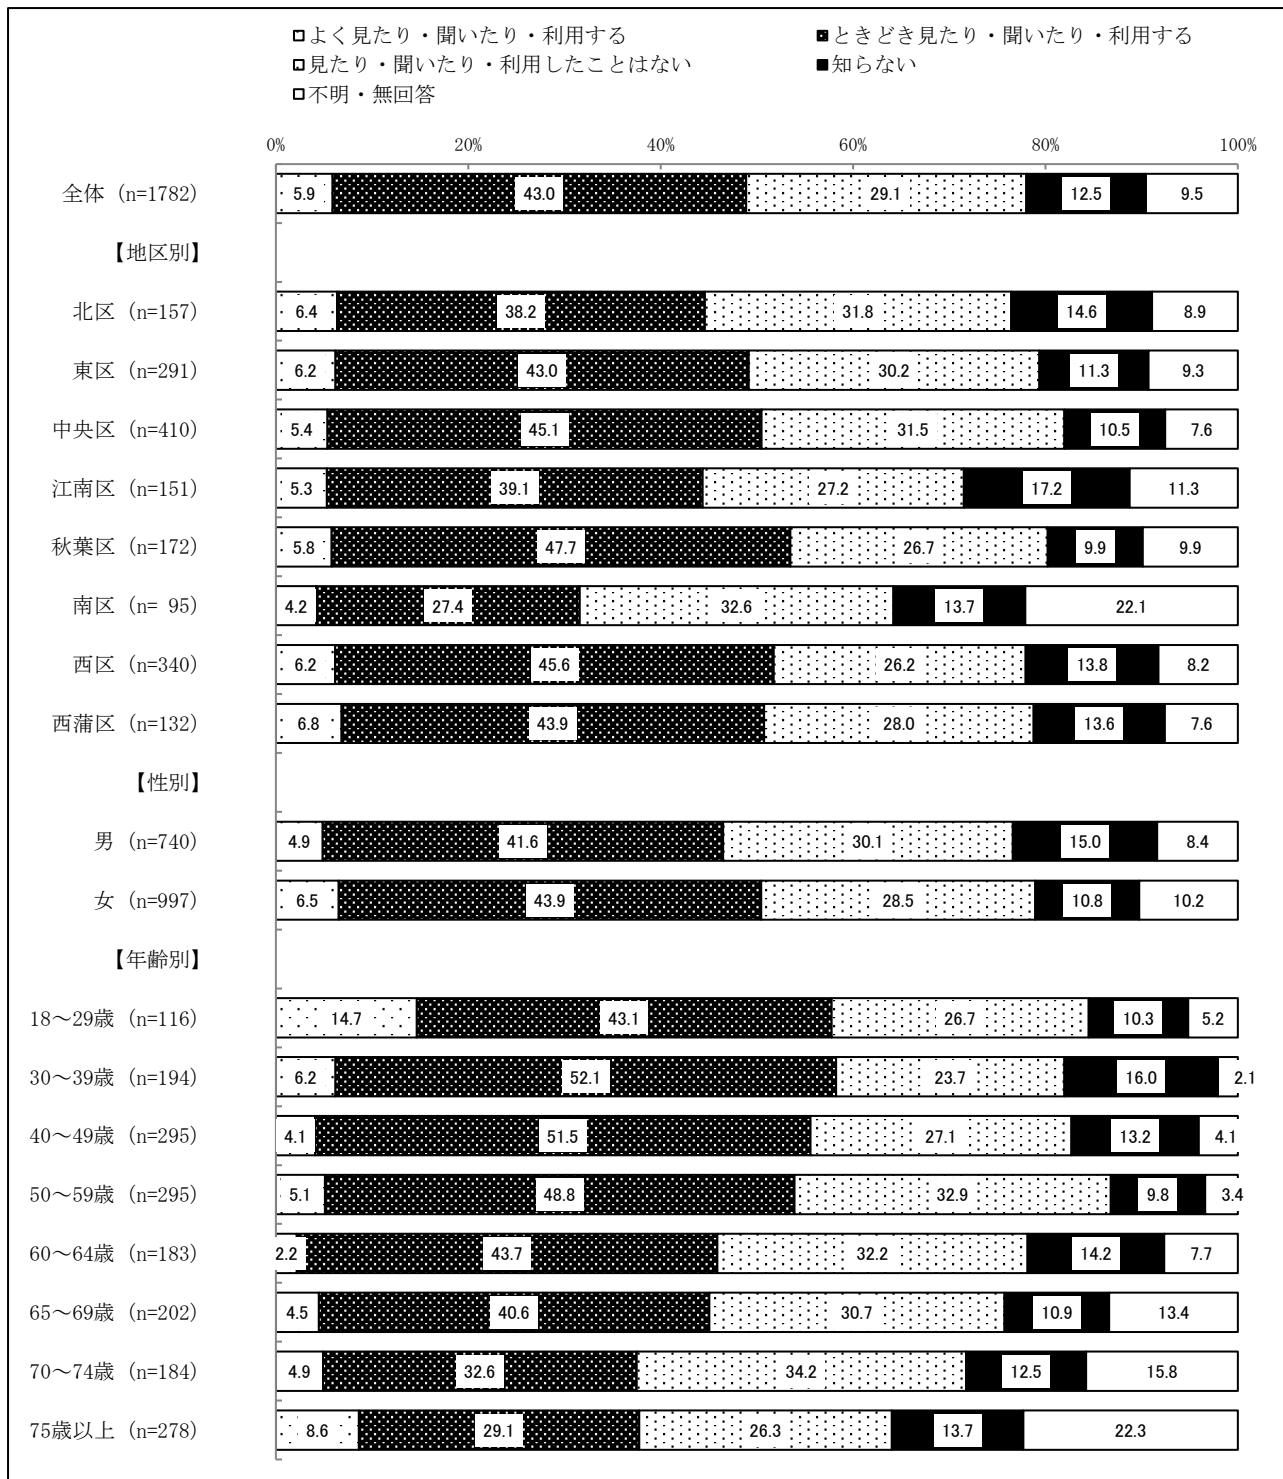 □よく見たり・聞いたり・利用する ■ときどき見たり・聞いたり・利用する
□見たり・聞いたり・利用したことはない ■知らない
□不明・無回答
0% 20% 40% 60% 80% 100%
全体 (n=1782) 5.9 43.0 29.1 12.5 9.5
【地区別】
北区 (n=157) 6.4 38.2 31.8 14.6 8.9
東区 (n=291) 6.2 43.0 30.2 11.3 9.3
中央区 (n=410) 5.4 45.1 31.5 10.5 7.6
江南区 (n=151) 5.3 39.1 27.2 17.2 11.3
秋葉区 (n=172) 5.8 47.7 26.7 9.9 9.9
南区 (n= 95) 4.2 27.4 32.6 13.7 22.1
西区 (n=340) 6.2 45.6 26.2 13.8 8.2
西蒲区 (n=132) 6.8 43.9 28.0 13.6 7.6
【性別】
男 (n=740) 4.9 41.6 30.1 15.0 8.4
女 (n=997) 6.5 43.9 28.5 10.8 10.2
【年齢別】
18～29歳 (n=116) 14.7 43.1 26.7 10.3 5.2
30～39歳 (n=194) 6.2 52.1 23.7 16.0 2.1
40～49歳 (n=295) 4.1 51.5 27.1 13.2 4.1
50～59歳 (n=295) 5.1 48.8 32.9 9.8 3.4
60～64歳 (n=183) 2.2 43.7 32.2 14.2 7.7
65～69歳 (n=202) 4.5 40.6 30.7 10.9 13.4
70～74歳 (n=184) 4.9 32.6 34.2 12.5 15.8
75歳以上 (n=278) 8.6 29.1 26.3 13.7 22.3